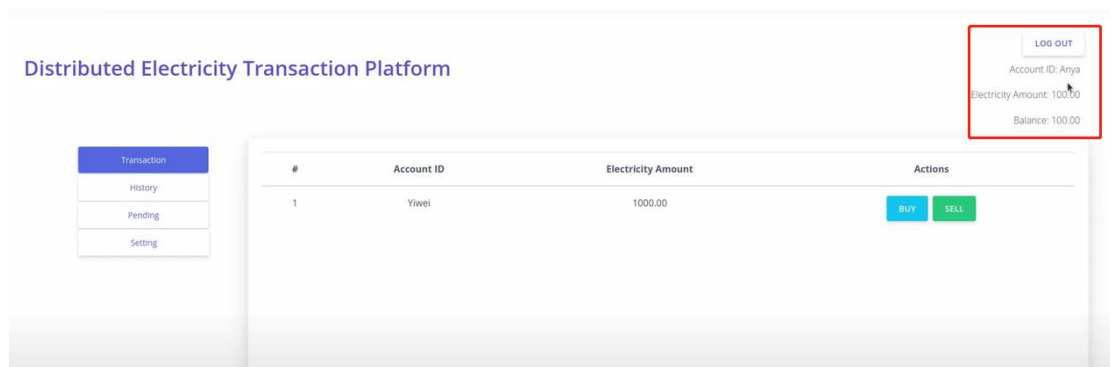 LOG OUT
Distributed Electricity Transaction Platform
Account ID: Anya
Electricity Amount: 100.00
Balance: 100.00
Transaction
History
Pending
Setting
# Account ID Electricity Amount Actions
1 Yiwei 1000.00 BUY SELL